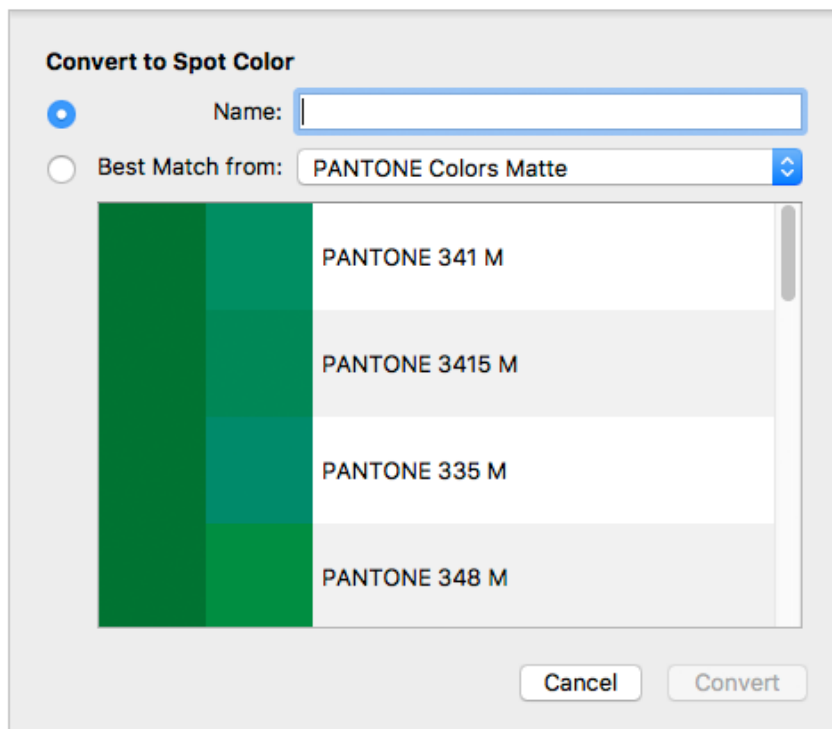 Convert to Spot Color
Name:
Best Match from: PANTONE Colors Matte
PANTONE 341 M
PANTONE 3415 M
PANTONE 335 M
PANTONE 348 M
Cancel Convert